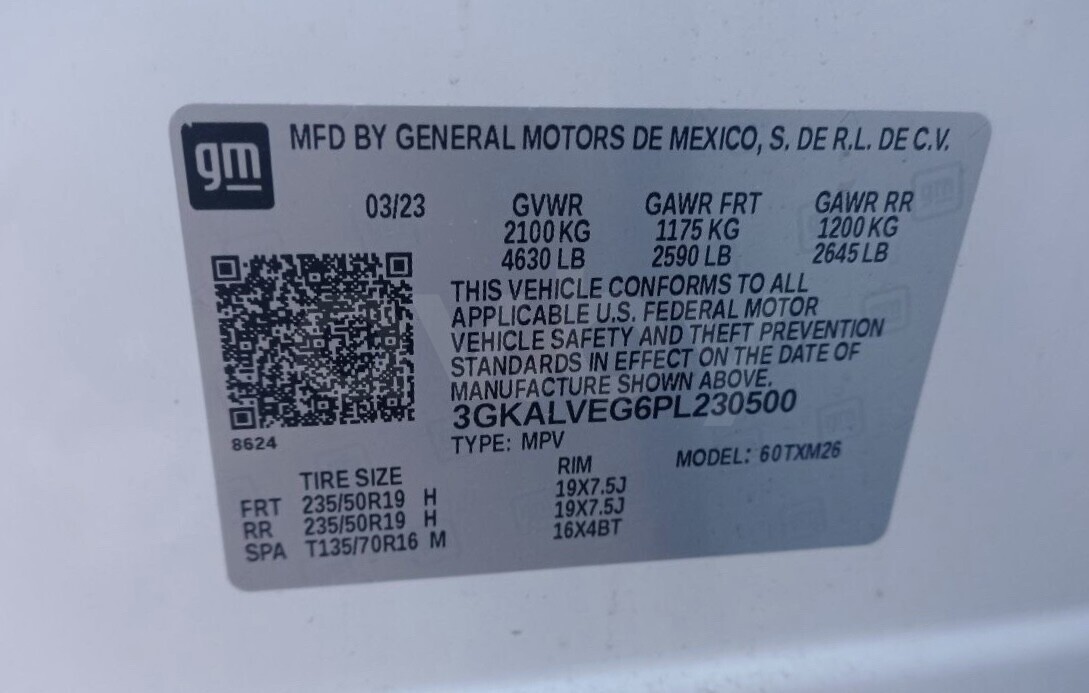 gm
MFD BY GENERAL MOTORS DE MEXICO, S. DE R.L. DE C.V.
03/23 GVWR GAWR FRT GAWR RR
2100 KG 1175 KG 1200 KG
4630 LB 2590 LB 2645 LB
THIS VEHICLE CONFORMS TO ALL
APPLICABLE U.S. FEDERAL MOTOR
VEHICLE SAFETY AND THEFT PREVENTION
STANDARDS IN EFFECT ON THE DATE OF
MANUFACTURE SHOWN ABOVE.
3GKALVEG6PL230500
8624
TYPE: MPV MODEL: 60TXM26
TIRE SIZE RIM
FRT 235/50R19 H 19X7.5J
RR 235/50R19 H 19X7.5J
SPA T135/70R16 M 16X4BT